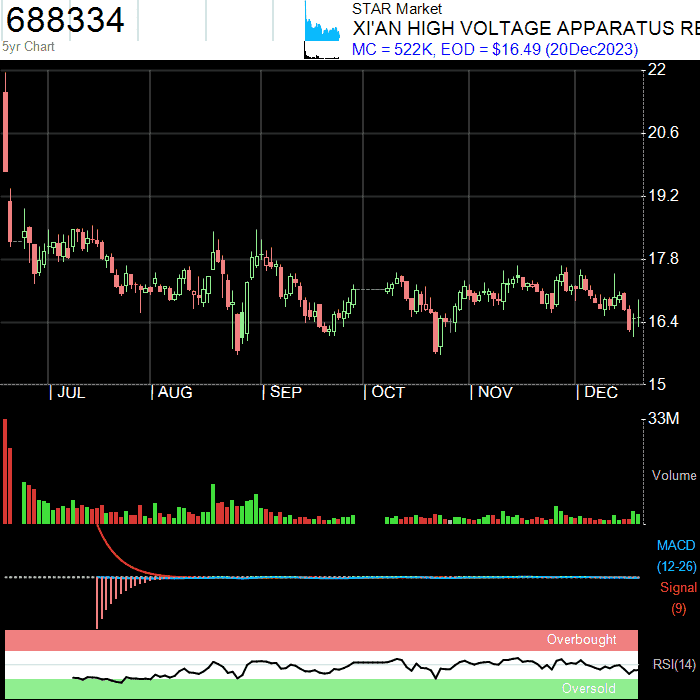 688334
5yr Chart
STAR Market
XI'AN HIGH VOLTAGE APPARATUS RE
MC = 522K, EOD = $16.49 (20Dec2023)
22
20.6
19.2
17.8
16.4
15
| JUL | AUG | SEP | OCT | NOV | DEC
33M
Volume
MACD
(12-26)
Signal
(9)
Overbought
RSI(14)
Oversold